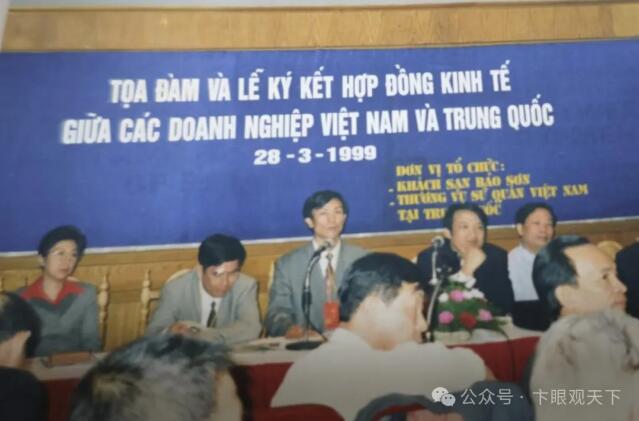 TỌA ĐÀM VÀ LỄ KÝ KẾT HỢP ĐỒNG KINH TẾ
GIỮA CÁC DOANH NGHIỆP VIỆT NAM VÀ TRUNG QUỐC
28-3-1999
ĐƠN VỊ TỔ CHỨC:
- KHÁCH SẠN BẢO SƠN
- THƯƠNG VỤ SỨ QUÁN VIỆT NAM
TẠI QUỐC
公众号·卞眼观天下